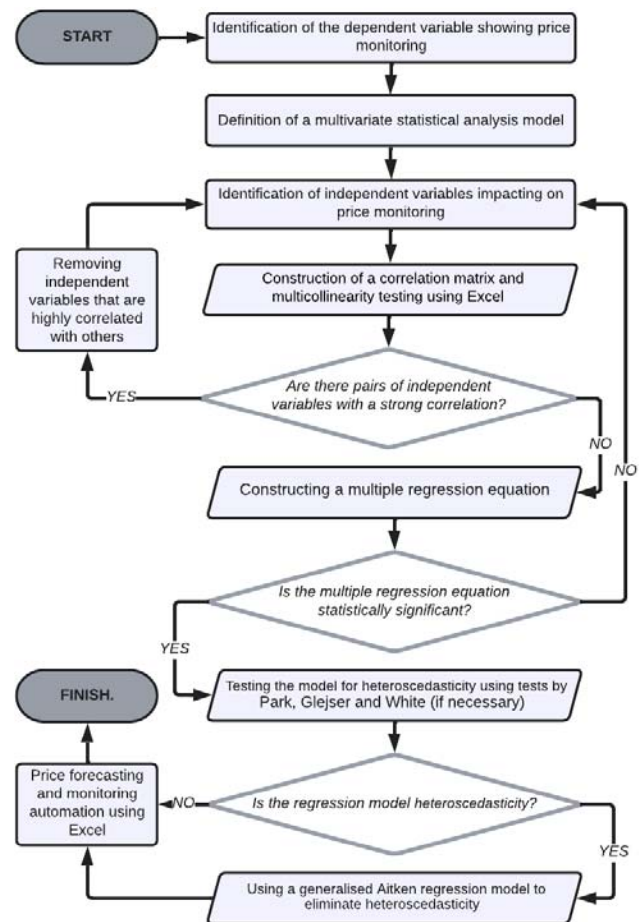 START
Identification of the dependent variable showing price
monitoring
Definition of a multivariate statistical analysis model
Identification of independent variables impacting on
price monitoring
Removing
independent
variables that are
highly correlated
with others
Construction of a correlation matrix and
multicollinearity testing using Excel
Are there pairs of independent
variables with a strong correlation?
YES
NO
NO
Constructing a multiple regression equation
Is the multiple regression equation
statistically significant?
YES
Testing the model for heteroscedasticity using tests by
Park, Glejser and White (if necessary)
FINISH.
Price forecasting
and monitoring
automation using
Excel
NO
Is the regression model heteroscedasticity?
YES
Using a generalised Aitken regression model to
eliminate heteroscedasticity